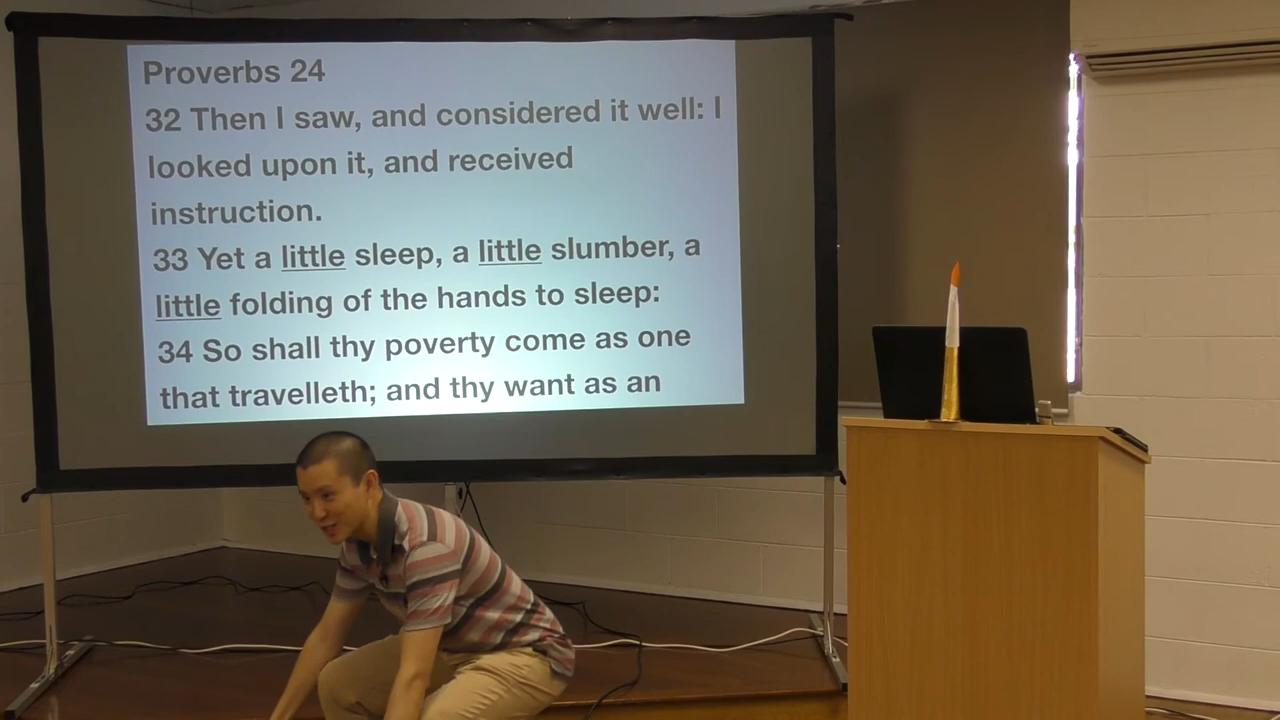 Proverbs 24
32 Then I saw, and considered it well: I
looked upon it, and received
instruction.
33 Yet a little sleep, a little slumber, a
little folding of the hands to sleep:
34 So shall thy poverty come as one
that travelleth; and thy want as an